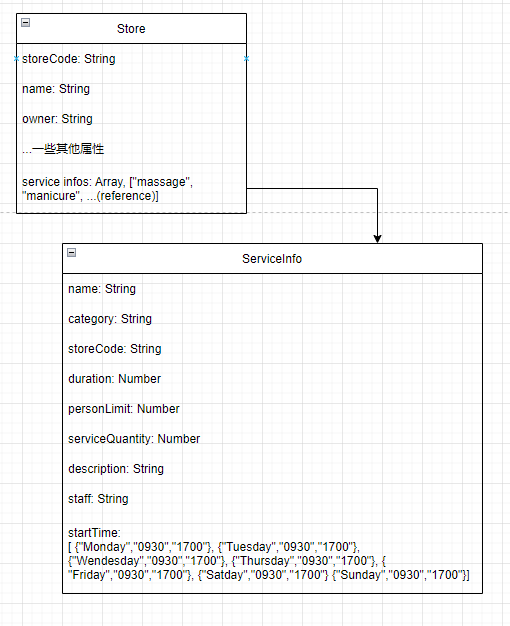 Store
storeCode: String
name: String
owner: String
...一些其他属性
service infos: Array, ["massage",
"manicure", ...(reference)]
ServiceInfo
name: String
category: String
storeCode: String
duration: Number
personLimit: Number
serviceQuantity: Number
description: String
staff: String
startTime:
[ {"Monday","0930","1700"}, {"Tuesday","0930","1700"},
{"Wendesday","0930","1700"}, {"Thursday","0930","1700"}, {
"Friday","0930","1700"}, {"Satday","0930","1700"} {"Sunday","0930","1700"}]